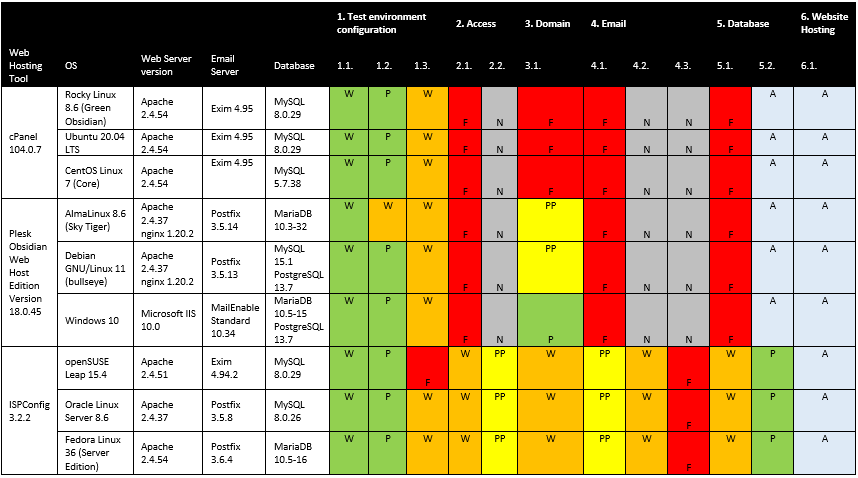 1. Test environment configuration 2. Access 3. Domain 4. Email 5. Database 6. Website Hosting
Web Hosting Tool OS Web Server version Email Server Database 1.1. 1.2. 1.3. 2.1. 2.2. 3.1. 4.1. 4.2. 4.3. 5.1. 5.2. 6.1.
cPanel 104.0.7
Rocky Linux 8.6 (Green Obsidian) Apache 2.4.54 Exim 4.95 MySQL 8.0.29 W P W F N F F N N F A A
Ubuntu 20.04 LTS Apache 2.4.54 Exim 4.95 MySQL 8.0.29 W P W F N F F N N F A A
CentOS Linux 7 (Core) Apache 2.4.54 Exim 4.95 MySQL 5.7.38 W P W F N F F N N F A A
Plesk Obsidian Web Host Edition Version 18.0.45
AlmaLinux 8.6 (Sky Tiger) Apache 2.4.37 nginx 1.20.2 Postfix 3.5.14 MariaDB 10.3-32 W W W F N PP F N N F A A
Debian GNU/Linux 11 (bullseye) Apache 2.4.37 nginx 1.20.2 Postfix 3.5.13 MySQL 15.1 PostgreSQL 13.7 W P W F N PP F N N F A A
Windows 10 Microsoft IIS 10.0 MailEnable Standard 10.34 MariaDB 10.5-15 PostgreSQL 13.7 W P W F N P F N N F A A
ISPConfig 3.2.2
openSUSE Leap 15.4 Apache 2.4.51 Exim 4.94.2 MySQL 8.0.29 W P F W PP W PP W F W P A
Oracle Linux Server 8.6 Apache 2.4.37 Postfix 3.5.8 MySQL 8.0.26 W P W W PP W PP W F W P A
Fedora Linux 36 (Server Edition) Apache 2.4.54 Postfix 3.6.4 MariaDB 10.5-16 W P W W PP W PP W F W P A